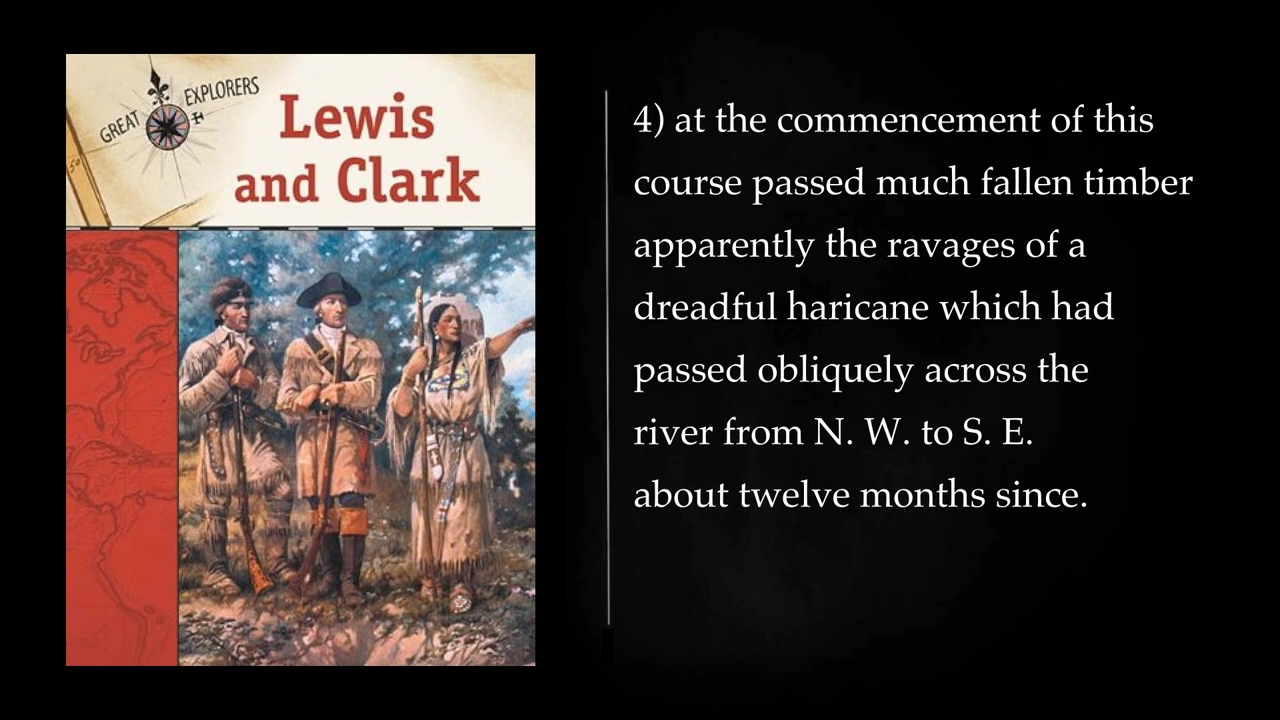 GREAT EXPLORERS
Lewis
and Clark
4) at the commencement of this
course passed much fallen timber
apparently the ravages of a
dreadful haricane which had
passed obliquely across the
river from N. W. to S. E.
about twelve months since.